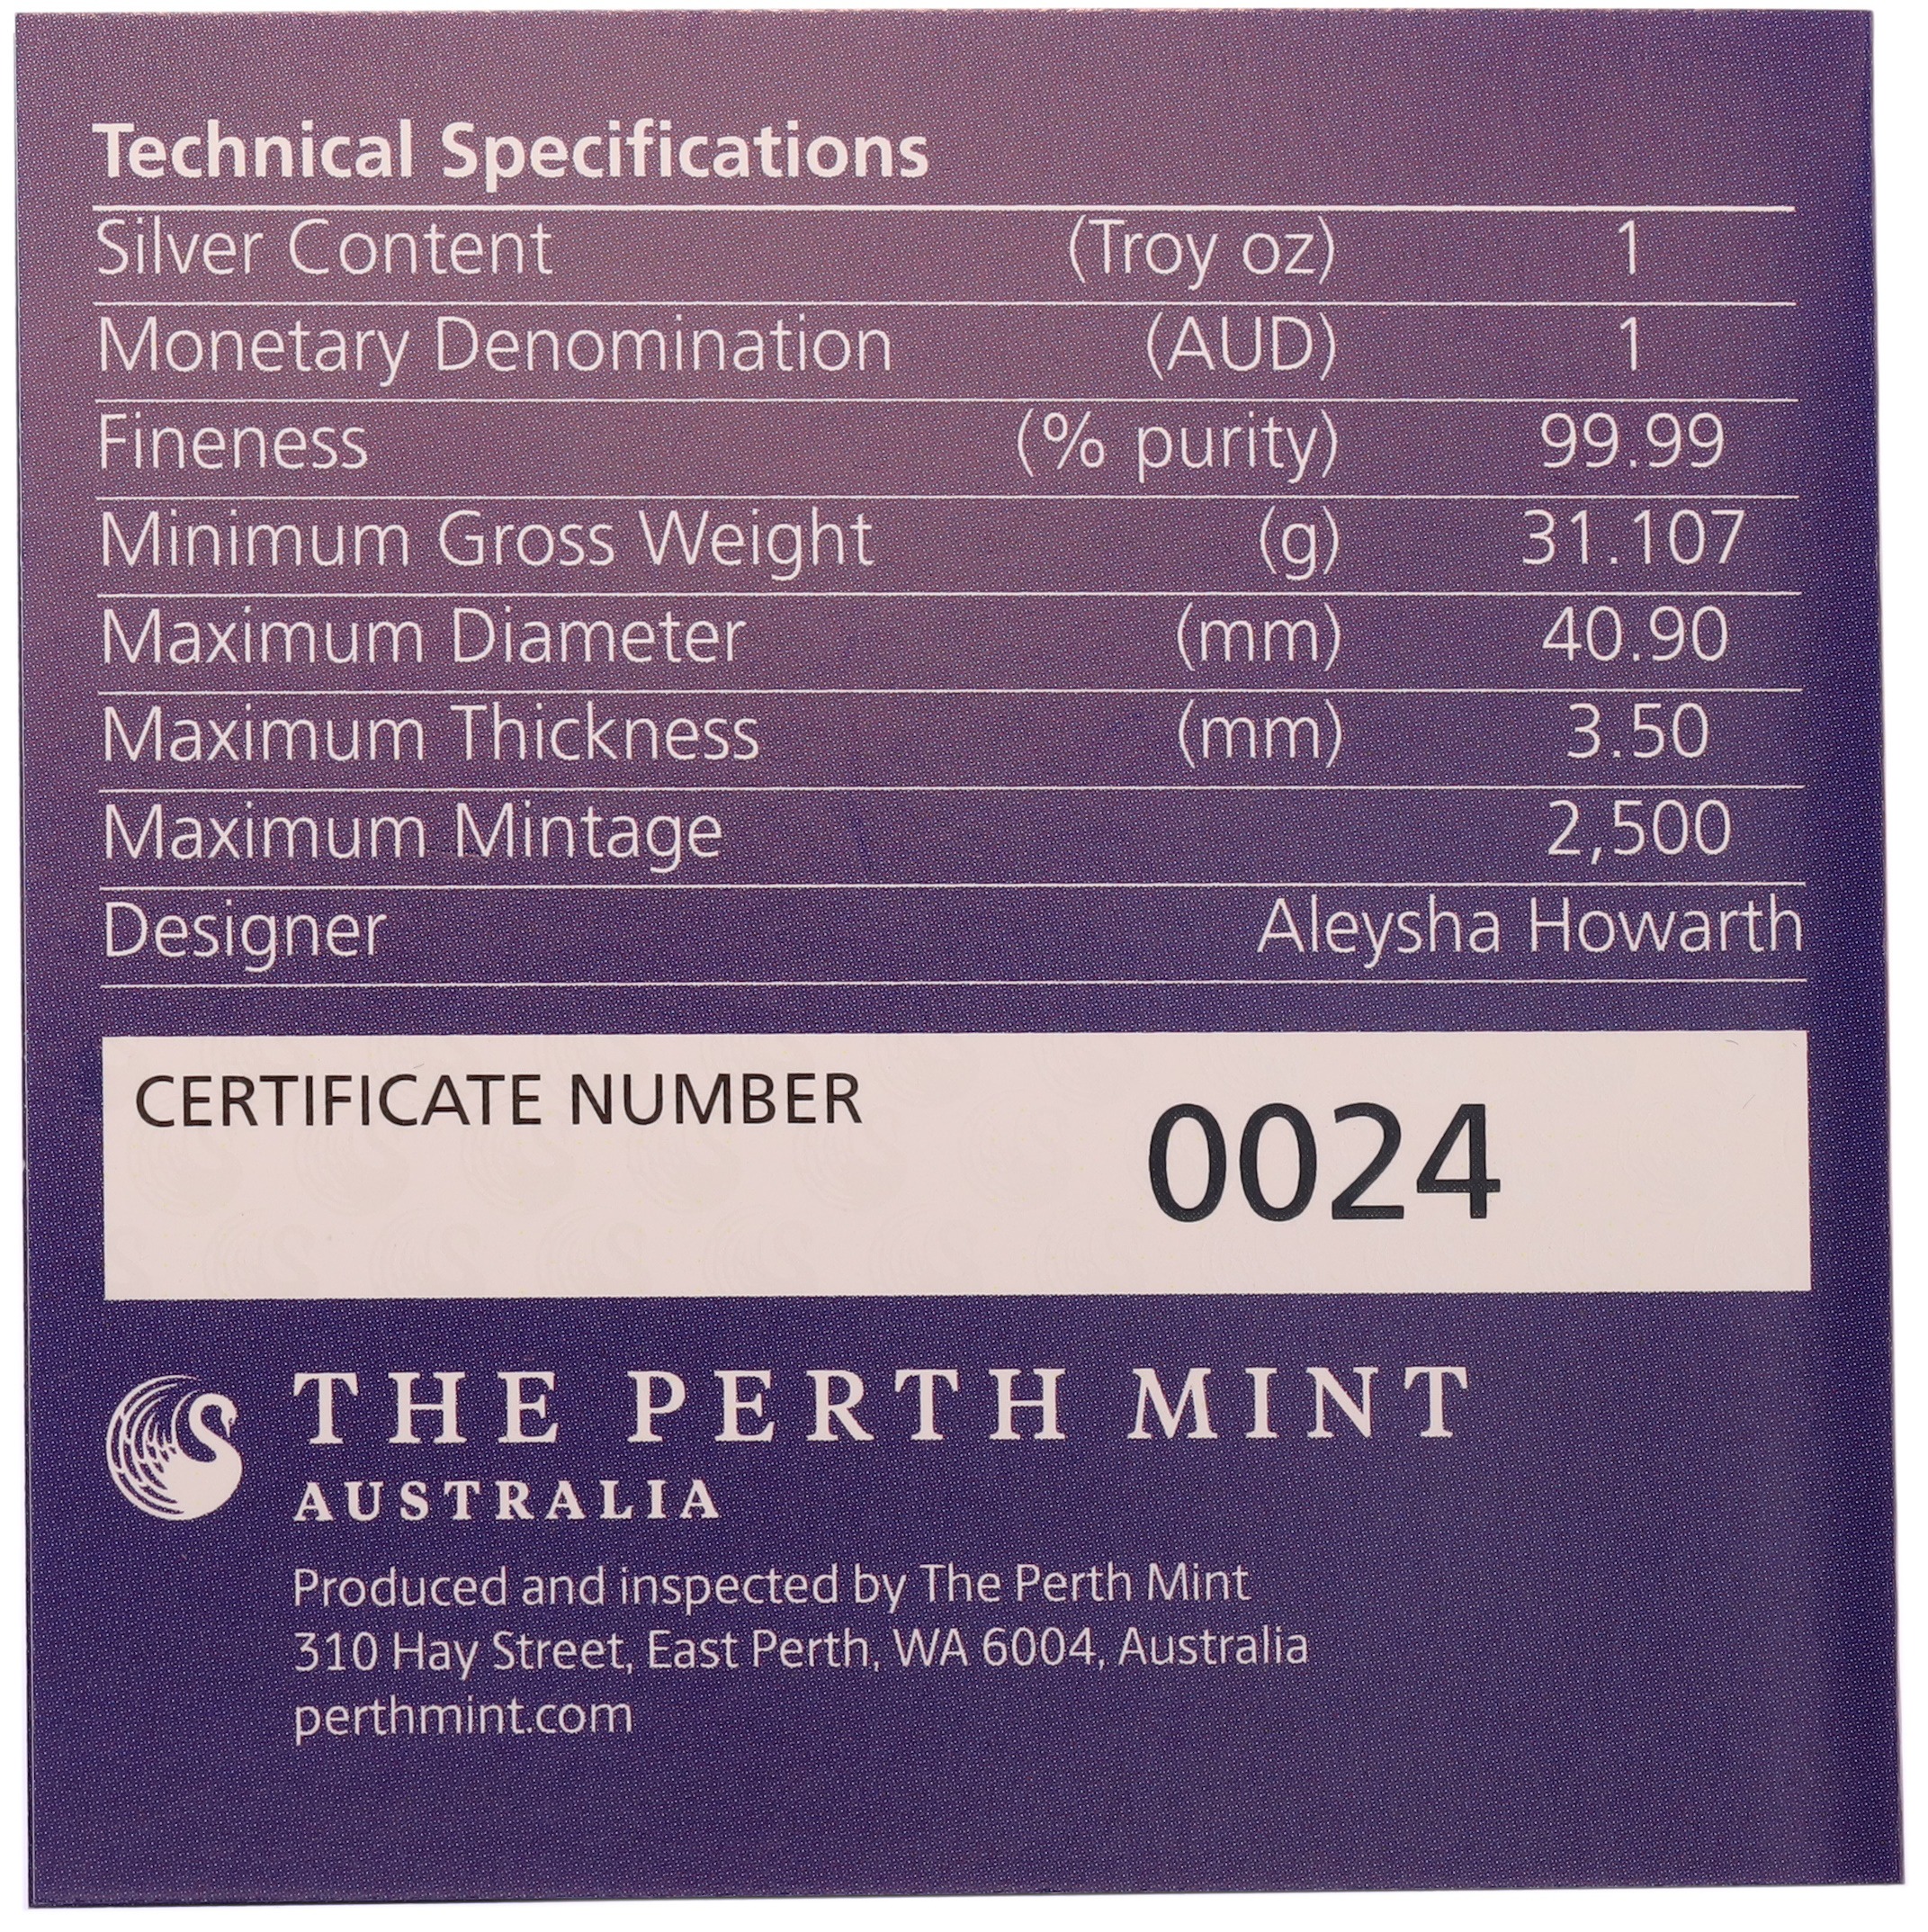 Technical Specifications
Silver Content (Troy oz) 1
Monetary Denomination (AUD) 1
Fineness (% purity) 99.99
Minimum Gross Weight (g) 31.107
Maximum Diameter (mm) 40.90
Maximum Thickness (mm) 3.50
Maximum Mintage 2,500
Designer Aleysha Howarth
CERTIFICATE NUMBER 0024
THE PERTH MINT
AUSTRALIA
Produced and inspected by The Perth Mint
310 Hay Street, East Perth, WA 6004, Australia
perthmint.com